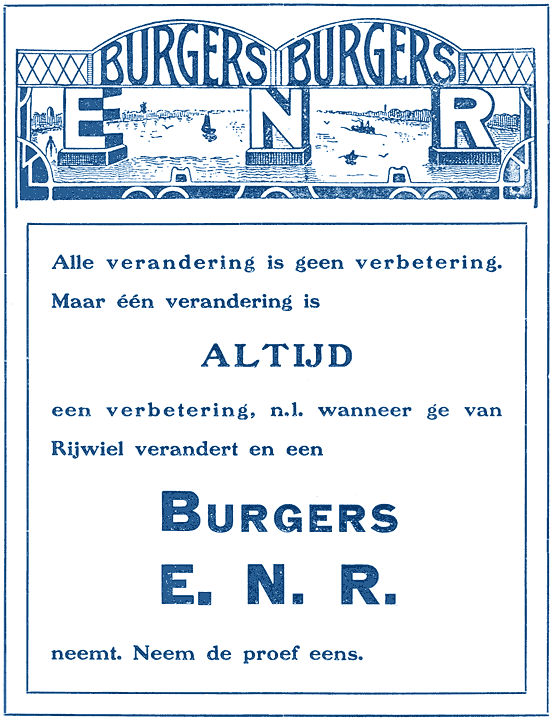 BURGERS BURGERS
E N R
Alle verandering is geen verbetering.
Maar één verandering is
ALTIJD
een verbetering, n.l. wanneer ge van
Rijwiel verandert en een
BURGERS
E. N. R.
neemt. Neem de proef eens.